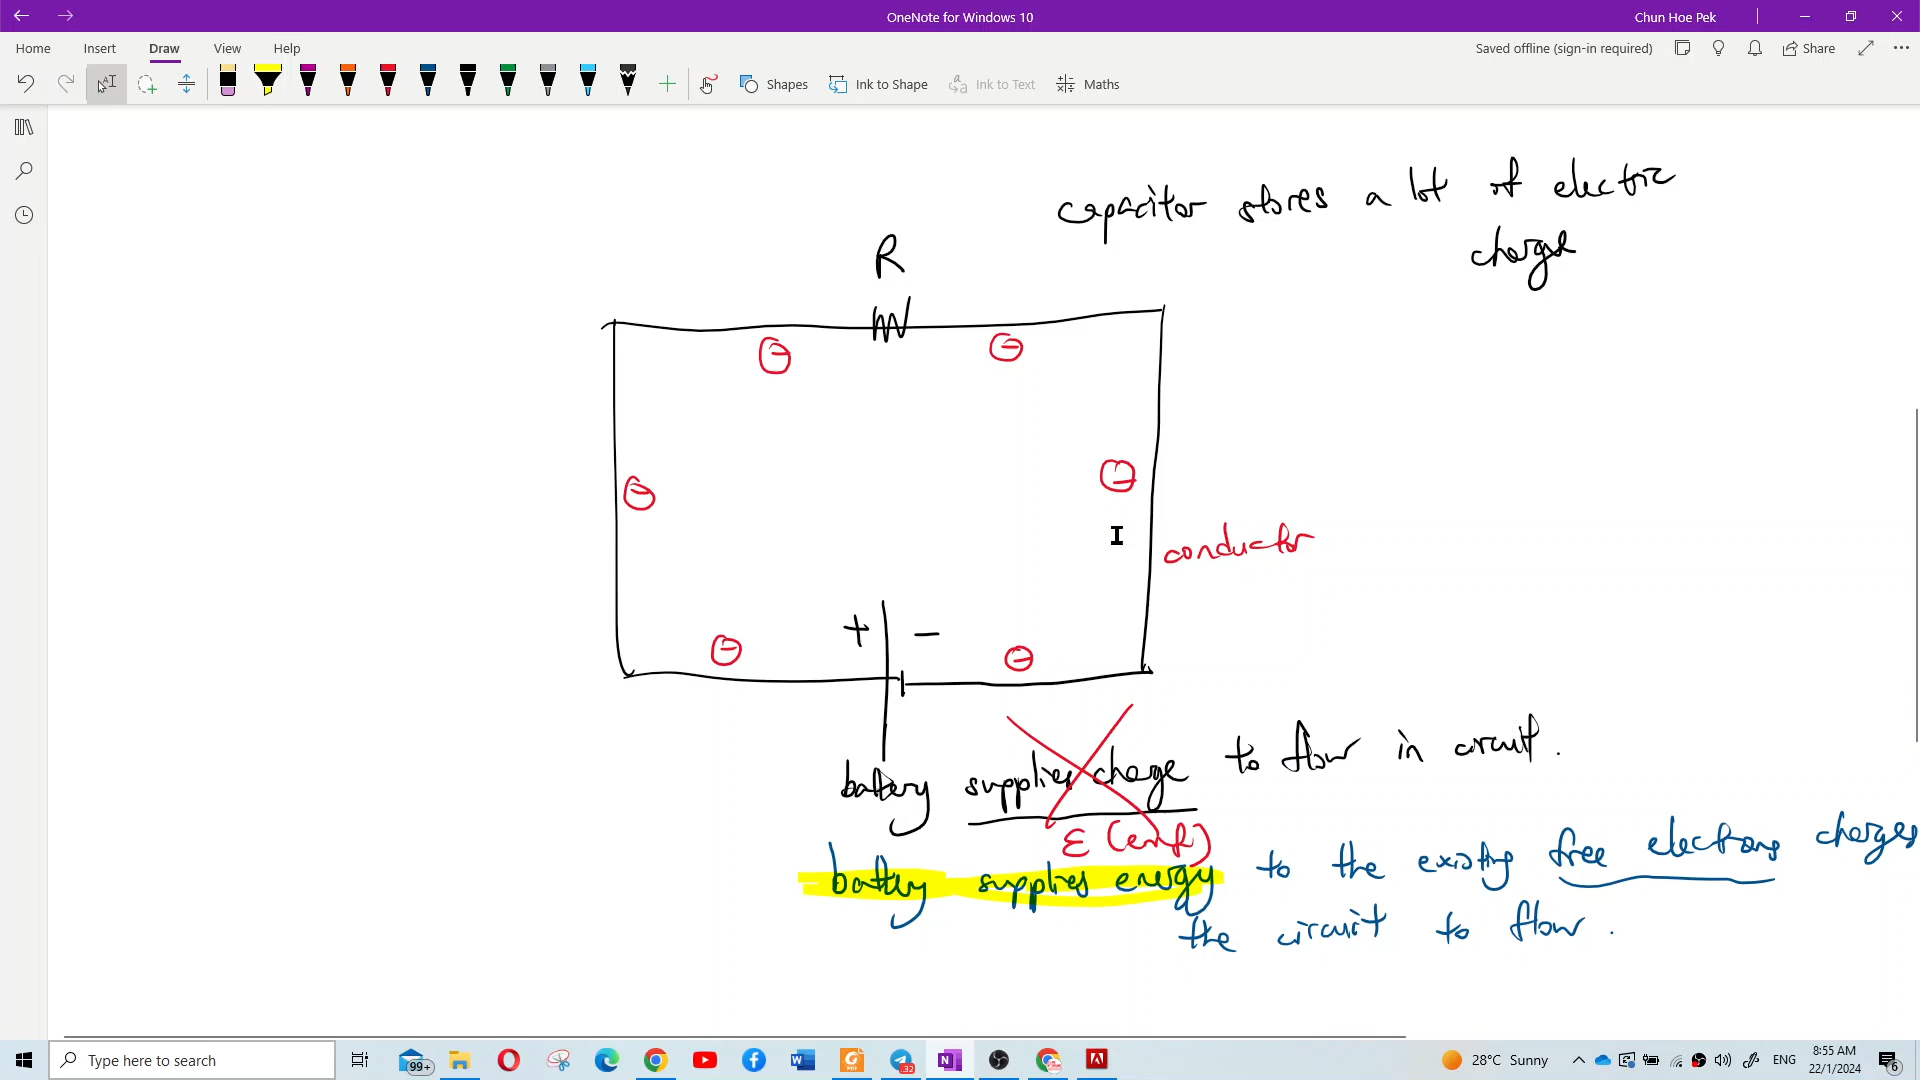 OneNote for Windows 10
Chun Hoe Pek
Home Insert Draw View Help
Saved offline (sign-in required)
Share
Shapes
Ink to Shape
Ink to Text
Maths
capacitor stores a lot of electric
charge
R
conductor
+ −
battery supplies charge to flow in circuit.
ε (emf)
battery supplies energy to the existing free electrons charges
the circuit to flow.
Type here to search
99+
32
28°C Sunny
ENG
8:55 AM
22/1/2024
6